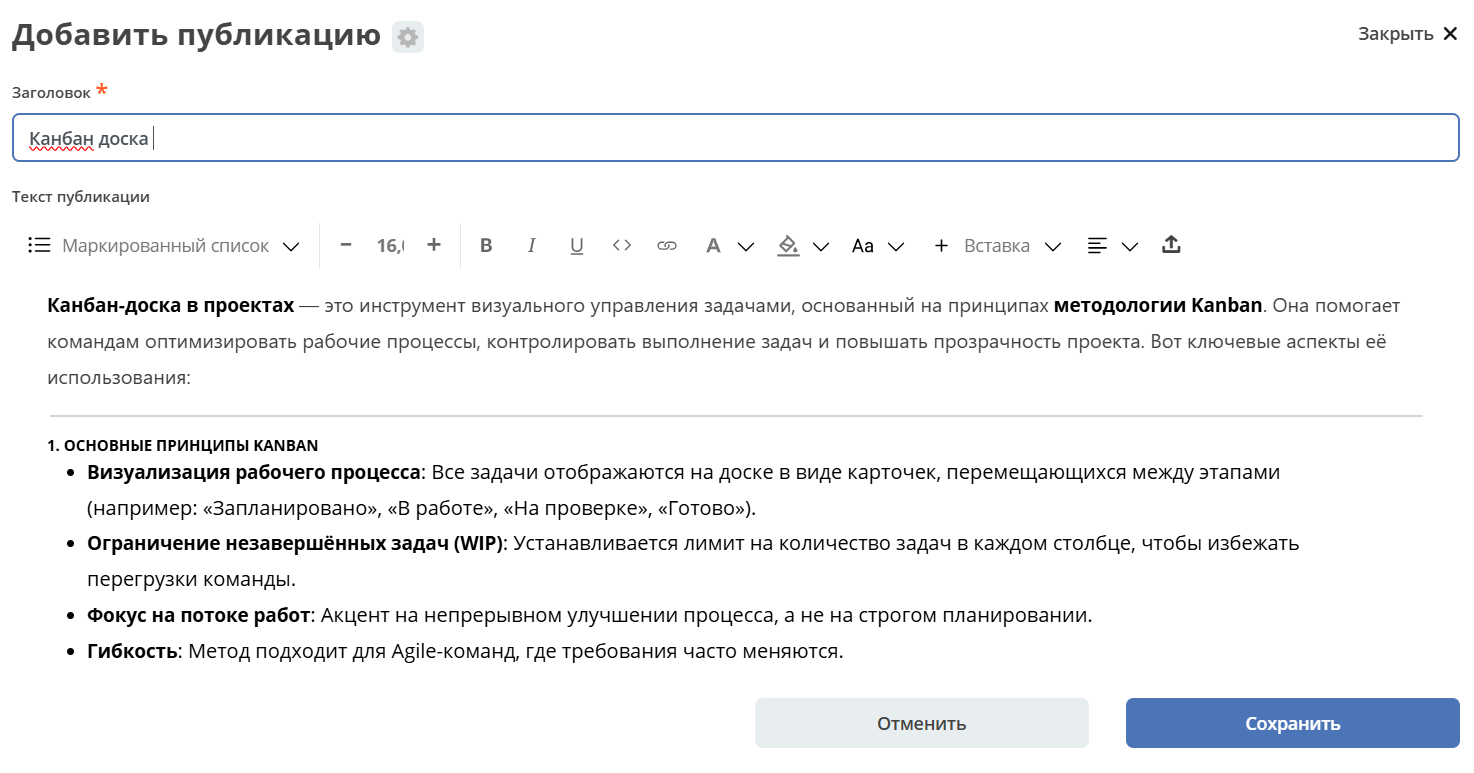 Добавить публикацию
Закрыть
Заголовок *
Канбан доска
Текст публикации
Маркированный список − 16, + B I U <> A Aa + Вставка
Канбан-доска в проектах — это инструмент визуального управления задачами, основанный на принципах методологии Kanban. Она помогает
командам оптимизировать рабочие процессы, контролировать выполнение задач и повышать прозрачность проекта. Вот ключевые аспекты её
использования:
1. ОСНОВНЫЕ ПРИНЦИПЫ KANBAN
• Визуализация рабочего процесса: Все задачи отображаются на доске в виде карточек, перемещающихся между этапами
(например: «Запланировано», «В работе», «На проверке», «Готово»).
• Ограничение незавершённых задач (WIP): Устанавливается лимит на количество задач в каждом столбце, чтобы избежать
перегрузки команды.
• Фокус на потоке работ: Акцент на непрерывном улучшении процесса, а не на строгом планировании.
• Гибкость: Метод подходит для Agile-команд, где требования часто меняются.
Отменить
Сохранить